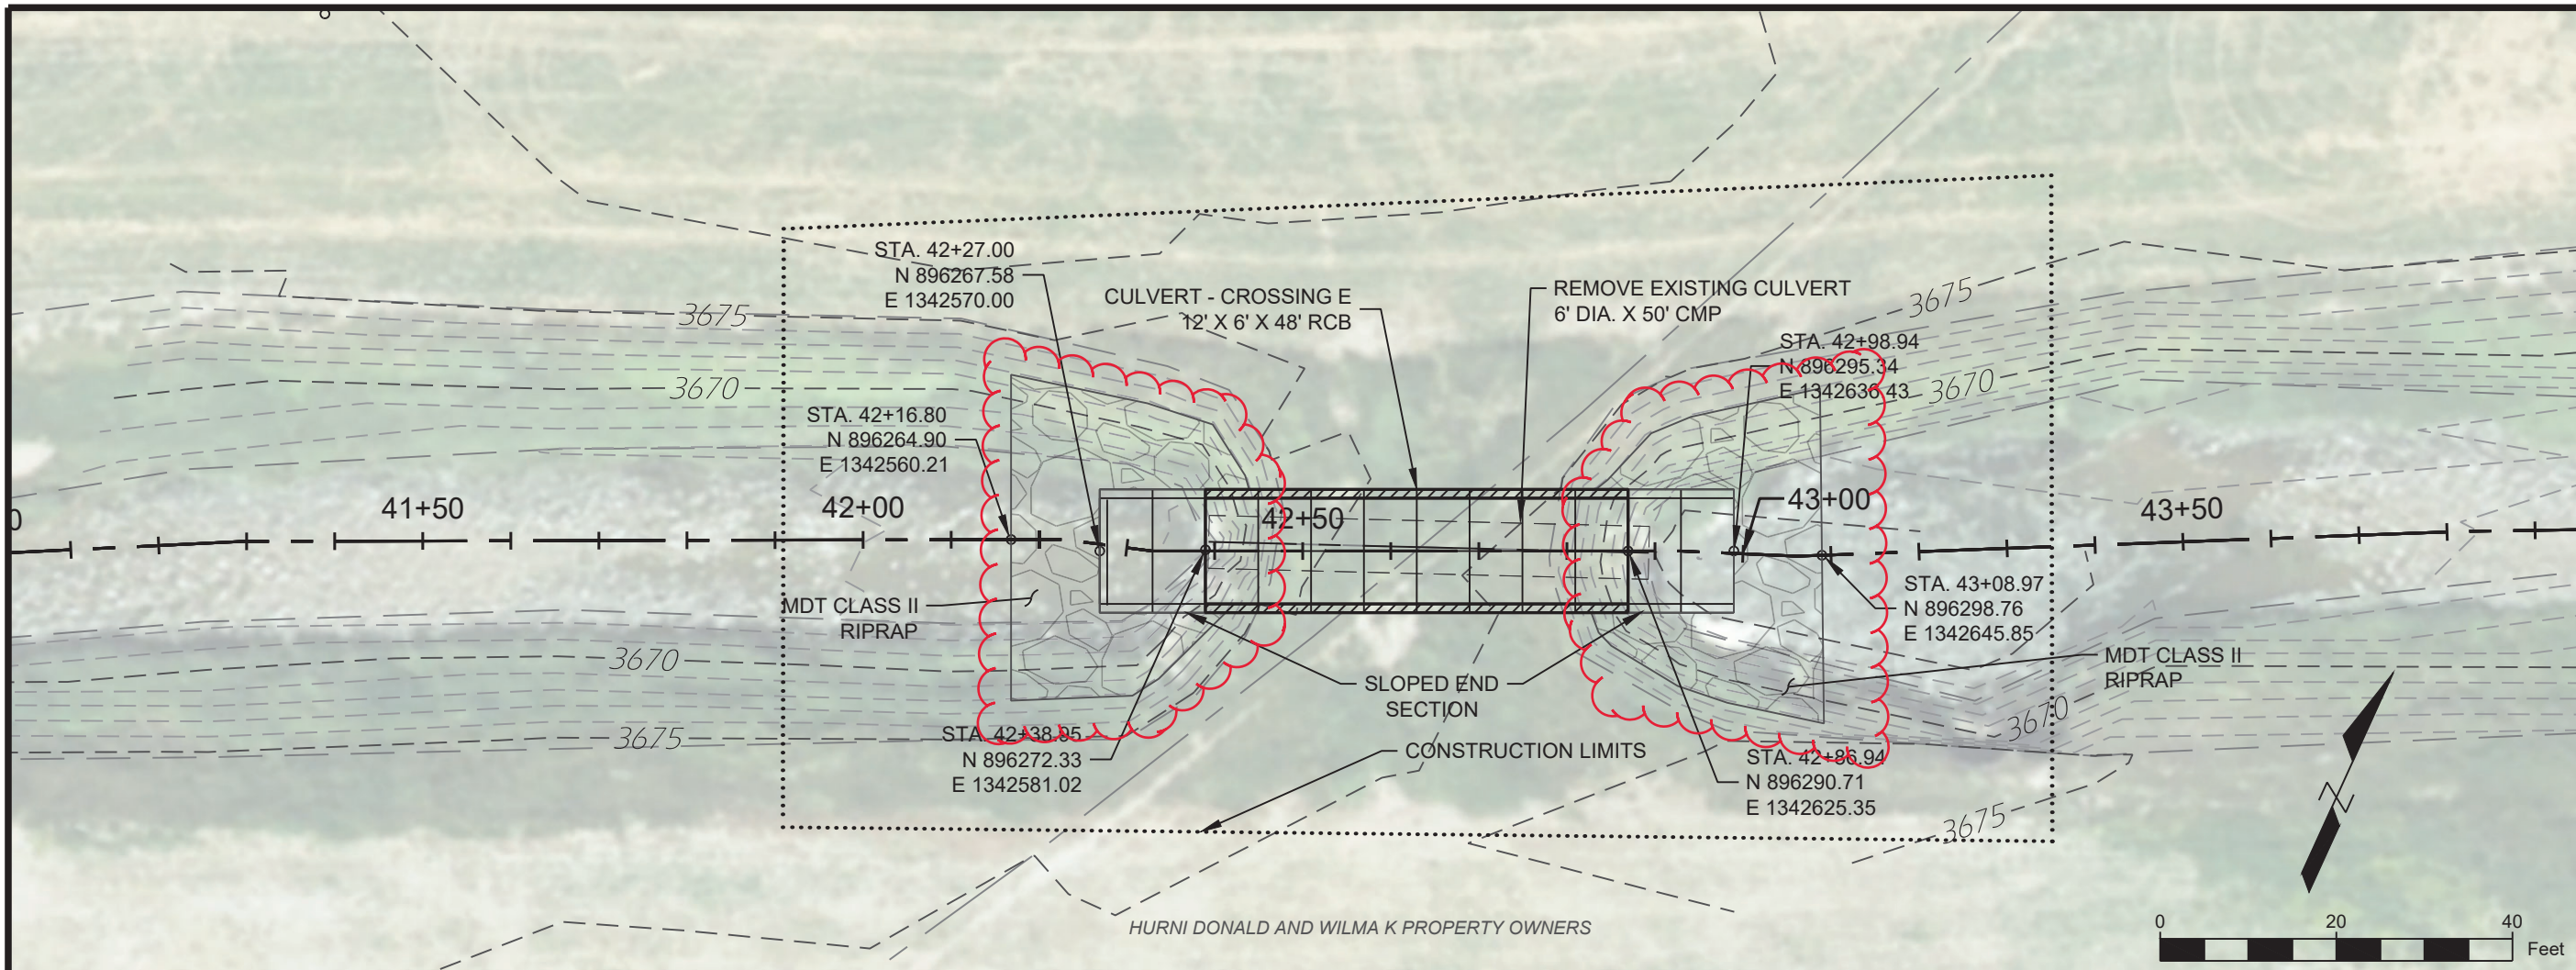 STA. 42+27.00
N 896267.58
E 1342570.00
CULVERT - CROSSING E
12' X 6' X 48' RCB
REMOVE EXISTING CULVERT
6' DIA. X 50' CMP
3675
3675
STA. 42+98.94
N 896295.34
E 1342636.43
3670
3670
STA. 42+16.80
N 896264.90
E 1342560.21
0
41+50
42+00
42+50
43+00
43+50
MDT CLASS II
RIPRAP
STA. 43+08.97
N 896298.76
E 1342645.85
3670
MDT CLASS II
RIPRAP
SLOPED END
SECTION
3670
3675
STA. 42+38.95
N 896272.33
E 1342581.02
CONSTRUCTION LIMITS
STA. 42+86.94
N 896290.71
E 1342625.35
3675
N
HURNI DONALD AND WILMA K PROPERTY OWNERS
0 20 40
Feet